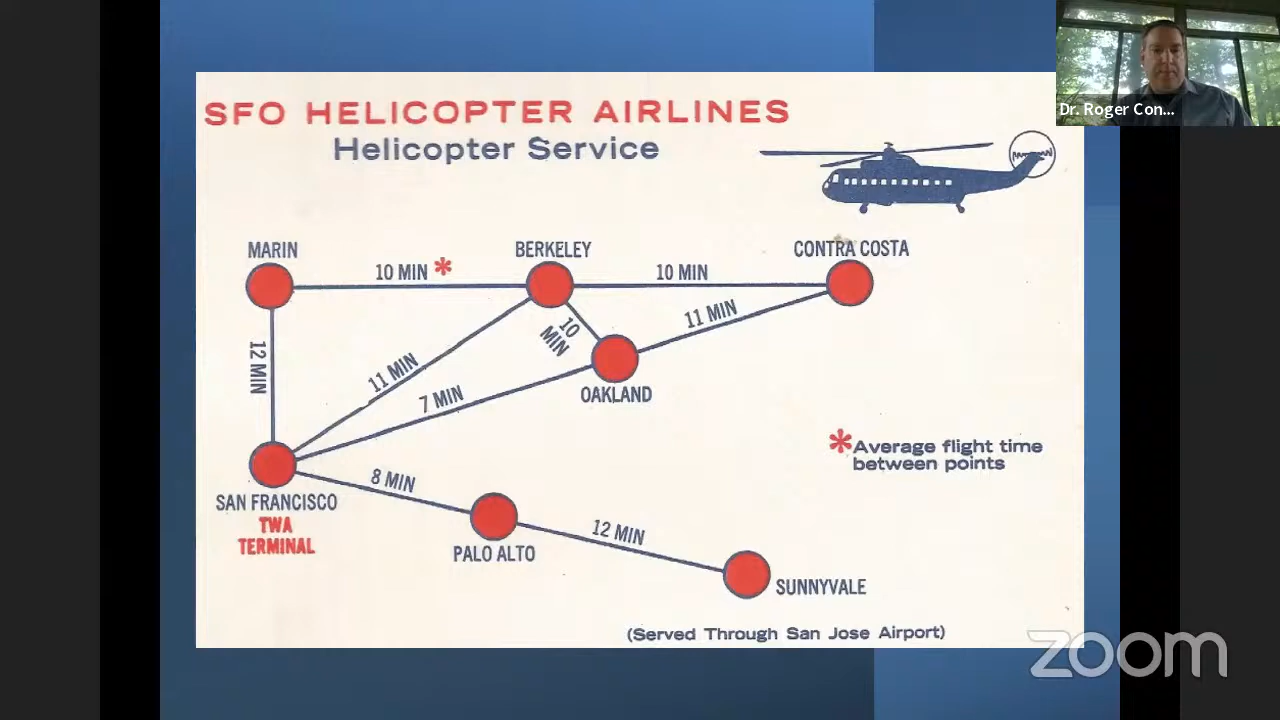 Dr. Roger Con...
SFO HELICOPTER AIRLINES
Helicopter Service
MARIN
BERKELEY
CONTRA COSTA
10 MIN *
10 MIN
11 MIN
10
MIN
12 MIN
11 MIN
7 MIN
OAKLAND
*Average flight time
between points
8 MIN
SAN FRANCISCO
TWA
TERMINAL
12 MIN
PALO ALTO
SUNNYVALE
(Served Through San Jose Airport)
zoom